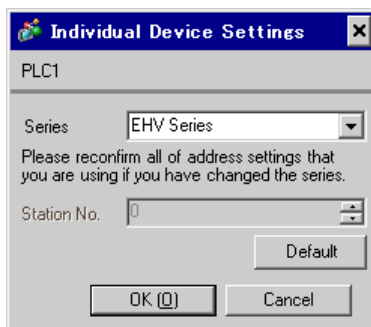 Individual Device Settings
PLC1
Series EHV Series
Please reconfirm all of address settings that
you are using if you have changed the series.
Station No. 0
Default
OK (O) Cancel